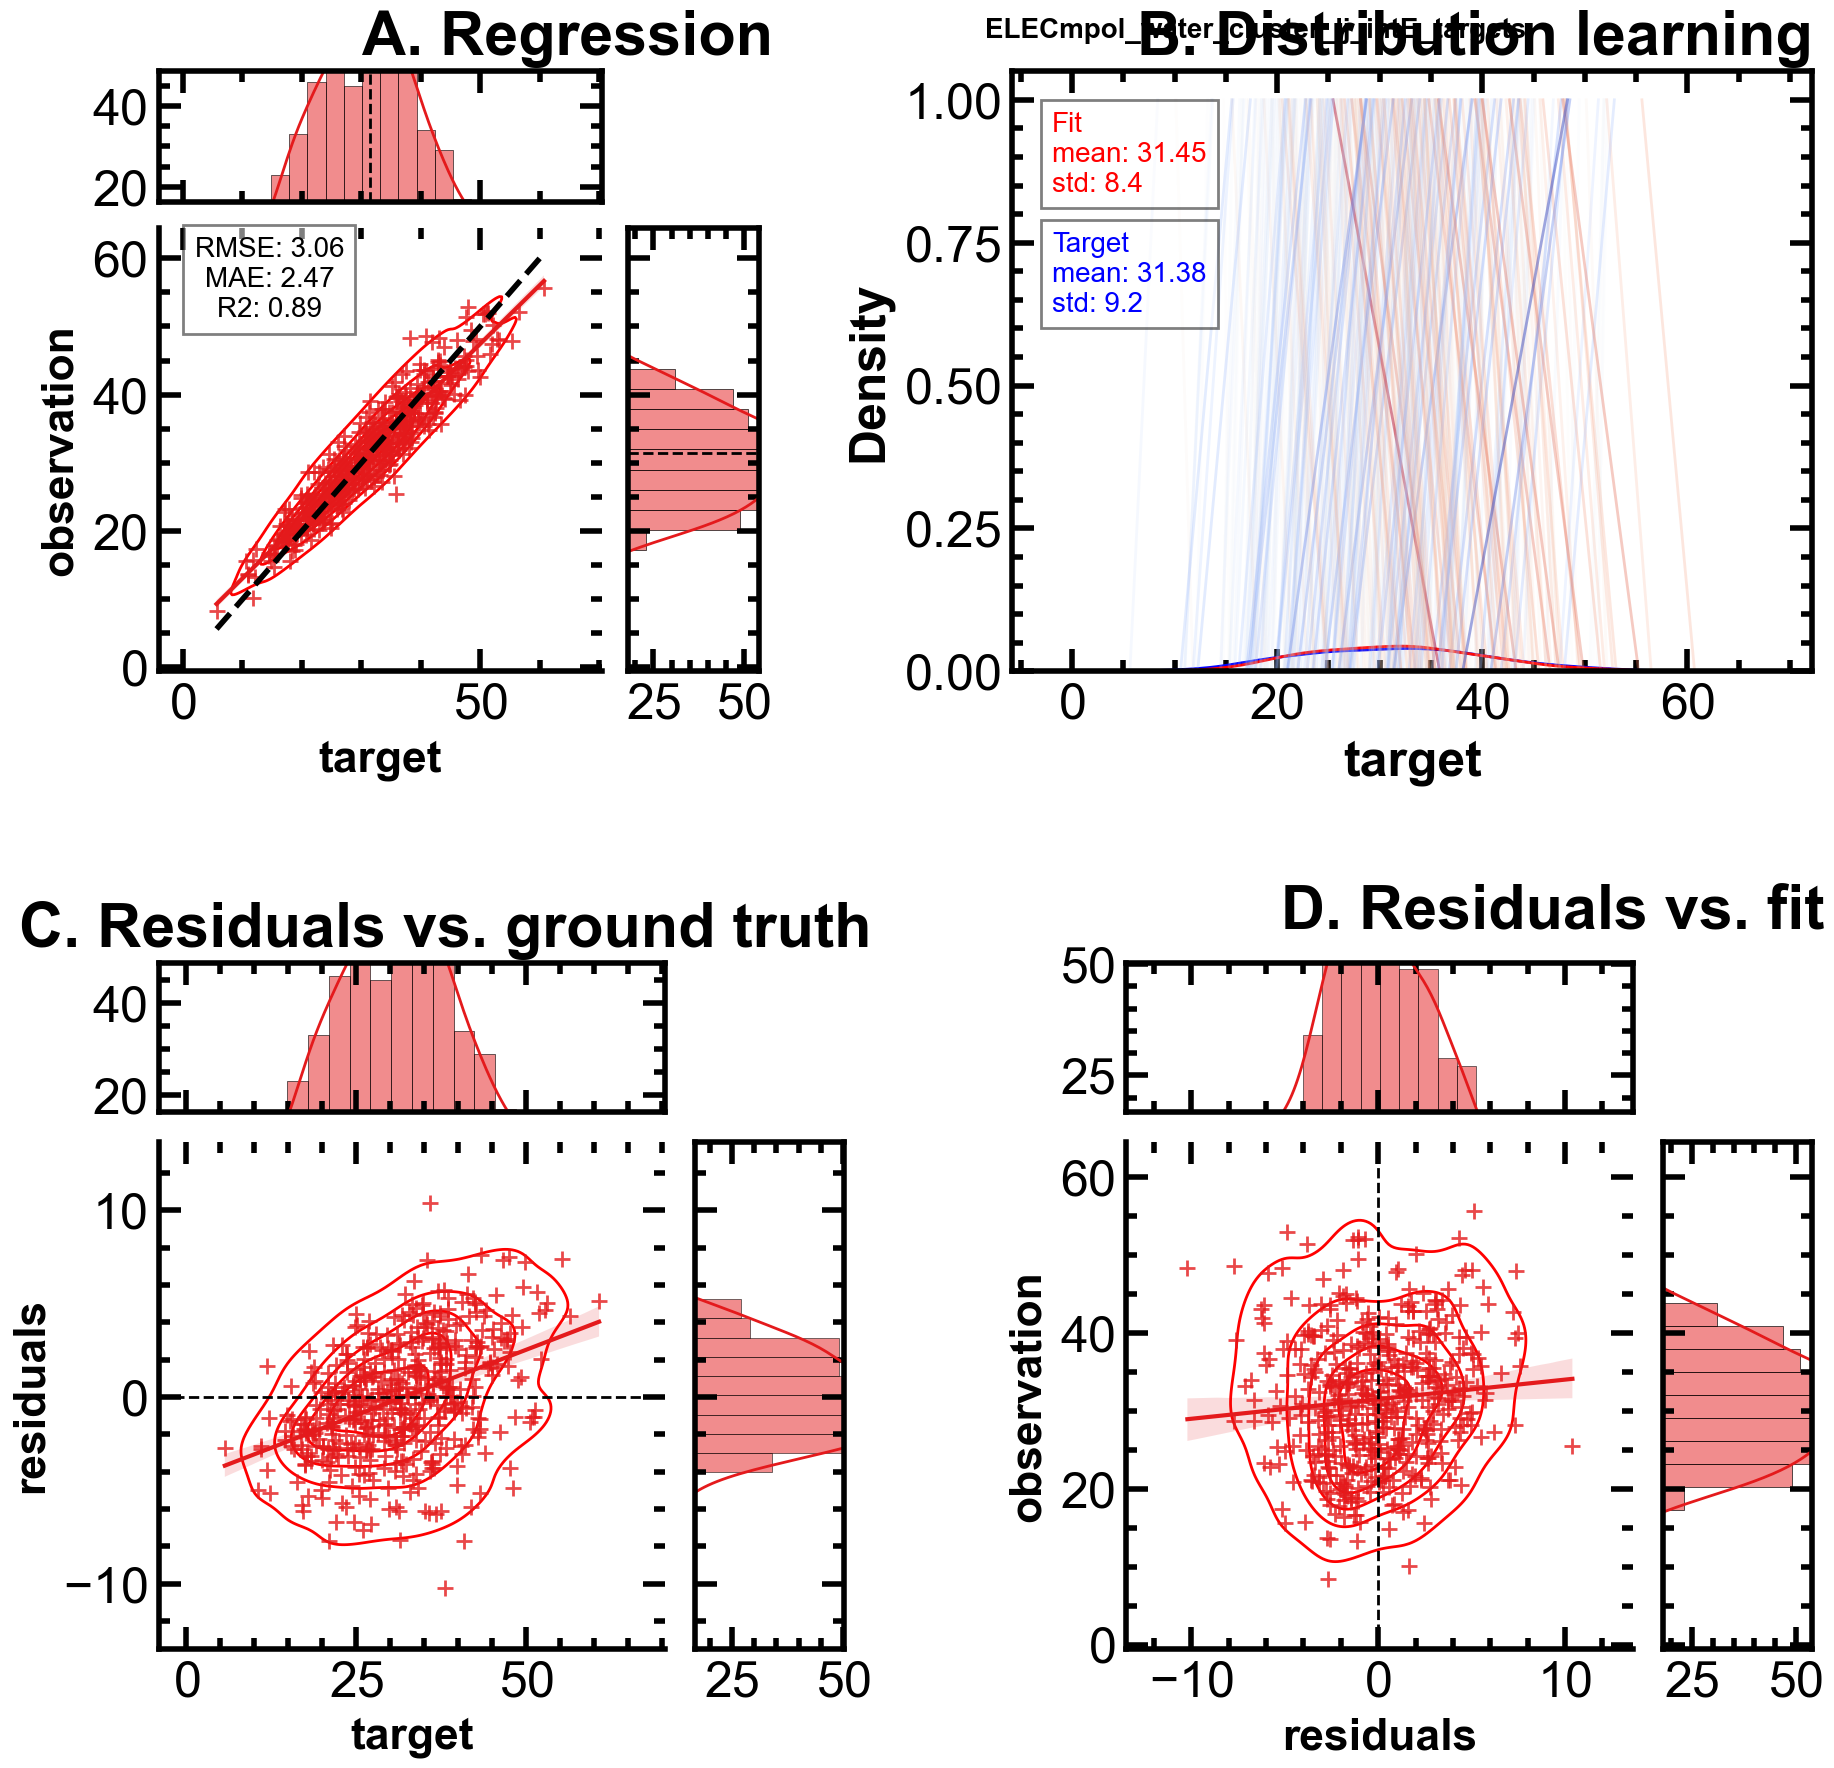 A. Regression
40
20
RMSE: 3.06
MAE: 2.47
R2: 0.89
60
40
20
0
observation
0
50
25
50
target
B. Distribution learning
1.00
0.75
0.50
0.25
0.00
Density
Fit
mean: 31.45
std: 8.4
Target
mean: 31.38
std: 9.2
0
20
40
60
target
C. Residuals vs. ground truth
40
20
10
0
−10
residuals
0
25
50
25
50
target
D. Residuals vs. fit
50
25
60
40
20
0
observation
−10
0
10
25
50
residuals